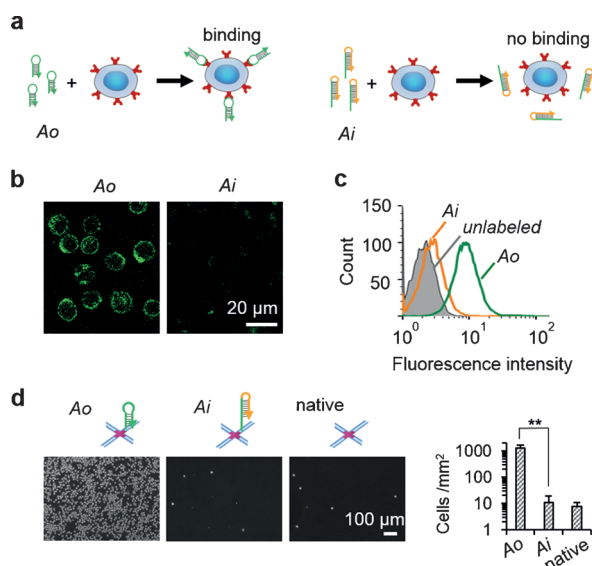 a
binding
no binding
+
+
Ao
Ai
b
Ao
Ai
20 µm
c
150
100
50
Count
Ai
unlabeled
Ao
10⁰
10¹
10²
Fluorescence intensity
d
Ao
Ai
native
100 µm
**
Cells /mm²
1000
100
10
1
Ao
Ai
native